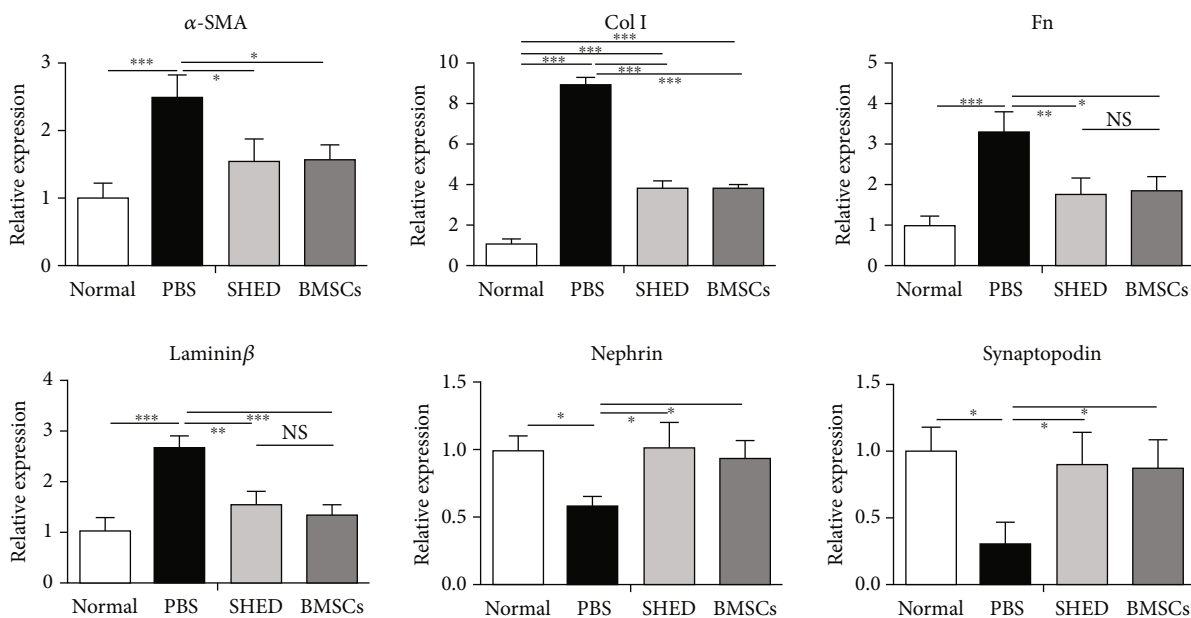 α-SMA
Relative expression
3
2
1
0
***
*
*
Normal PBS SHED BMSCs
Col I
Relative expression
10
8
6
4
2
0
***
***
***
***
***
Normal PBS SHED BMSCs
Fn
Relative expression
5
4
3
2
1
0
***
*
**
NS
Normal PBS SHED BMSCs
Lamininβ
Relative expression
4
3
2
1
0
***
***
**
NS
Normal PBS SHED BMSCs
Nephrin
Relative expression
1.5
1.0
0.5
0.0
*
*
*
Normal PBS SHED BMSCs
Synaptopodin
Relative expression
1.5
1.0
0.5
0.0
*
*
*
Normal PBS SHED BMSCs